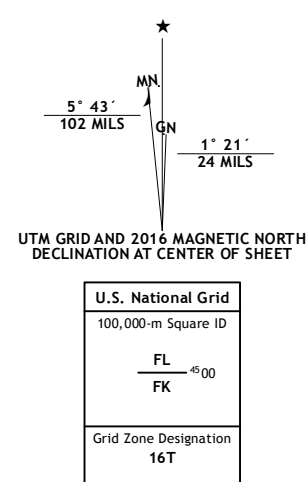 ★
MN.
5° 43´
102 MILS
GN
1° 21´
24 MILS
UTM GRID AND 2016 MAGNETIC NORTH
DECLINATION AT CENTER OF SHEET
U.S. National Grid
100,000-m Square ID
FL
4500
FK
Grid Zone Designation
16T